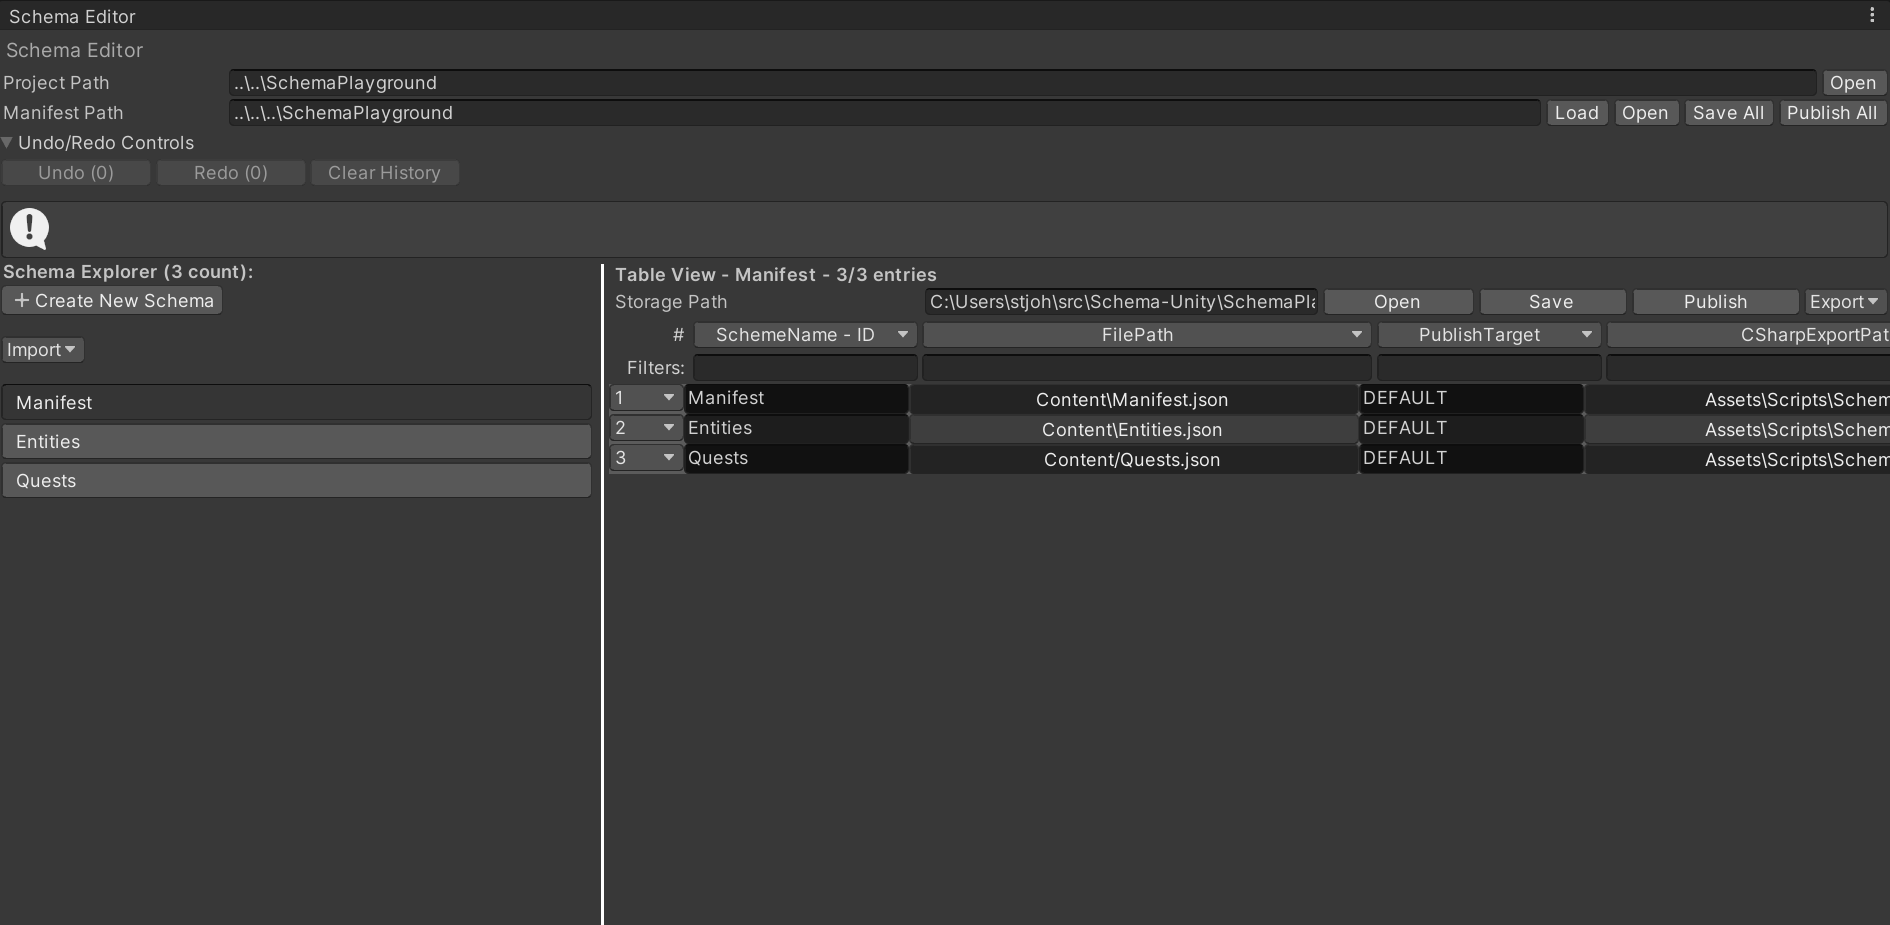 Schema Editor
Schema Editor
Project Path ..\..\SchemaPlayground Open
Manifest Path ..\..\..\SchemaPlayground Load Open Save All Publish All
Undo/Redo Controls
Undo (0) Redo (0) Clear History
Schema Explorer (3 count):
+ Create New Schema
Import
Manifest
Entities
Quests
Table View - Manifest - 3/3 entries
Storage Path C:\Users\stjoh\src\Schema-Unity\SchemaPla Open Save Publish Export
# SchemeName - ID FilePath PublishTarget CSharpExportPat
Filters:
1 Manifest Content\Manifest.json DEFAULT Assets\Scripts\Schem
2 Entities Content\Entities.json DEFAULT Assets\Scripts\Schem
3 Quests Content/Quests.json DEFAULT Assets\Scripts\Schem